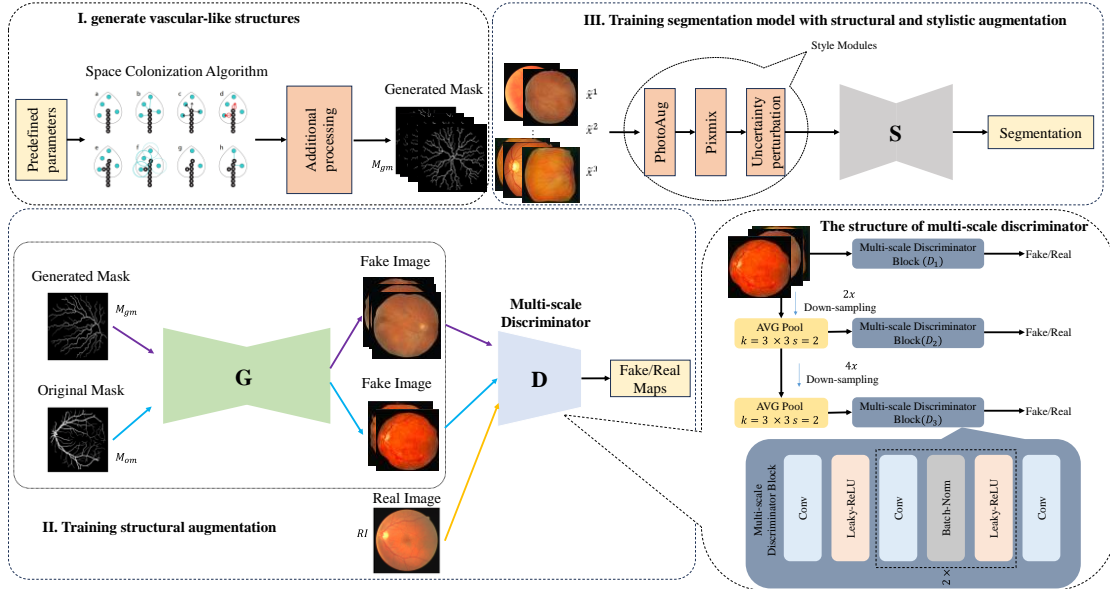 I. generate vascular-like structures
Space Colonization Algorithm
Predefined
parameters
a
b
c
d
e
f
g
h
Additional
processing
Generated Mask
M_gm
III. Training segmentation model with structural and stylistic augmentation
Style Modules
x̃^1
x̃^2
x̃^3
PhotoAug
Pixmix
Uncertainty
perturbation
S
Segmentation
Generated Mask
M_gm
Original Mask
M_om
G
Fake Image
Fake Image
Real Image
RI
Multi-scale
Discriminator
D
Fake/Real
Maps
II. Training structural augmentation
The structure of multi-scale discriminator
Multi-scale Discriminator
Block (D_1)
Fake/Real
2x
Down-sampling
AVG Pool
k = 3 × 3 s = 2
Multi-scale Discriminator
Block(D_2)
Fake/Real
4x
Down-sampling
AVG Pool
k = 3 × 3 s = 2
Multi-scale Discriminator
Block(D_3)
Fake/Real
Multi-scale
Discriminator Block
Conv
Leaky-ReLU
Conv
Batch-Norm
Leaky-ReLU
Conv
2 ×